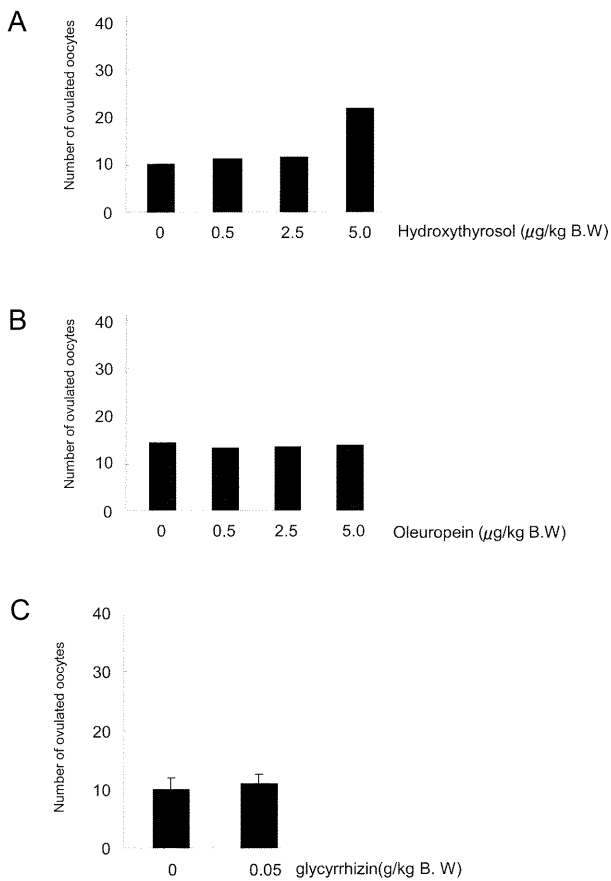 A
Number of ovulated oocytes
40
30
20
10
0
0 0.5 2.5 5.0 Hydroxythyrosol (μg/kg B.W)
B
Number of ovulated oocytes
40
30
20
10
0
0 0.5 2.5 5.0 Oleuropein (μg/kg B.W)
C
Number of ovulated oocytes
40
30
20
10
0
0 0.05 glycyrrhizin(g/kg B. W)